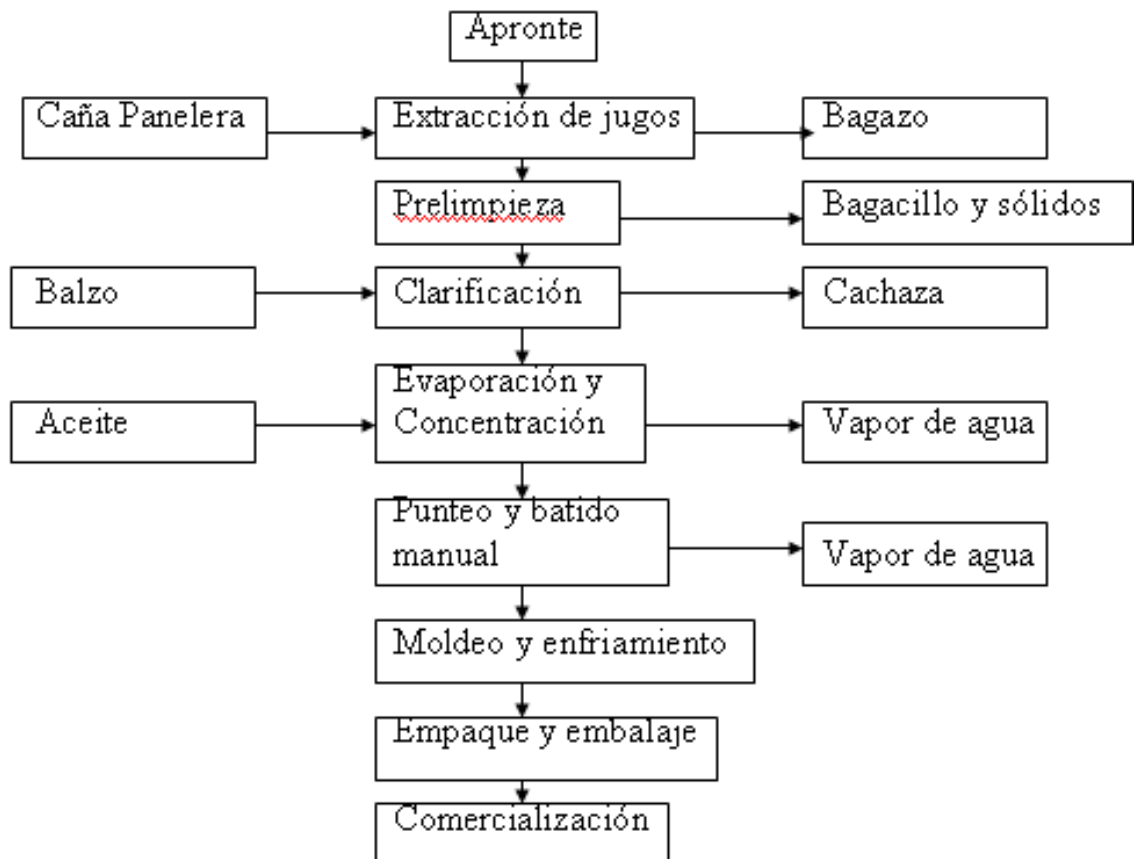 Apronte
Caña Panelera
Extracción de jugos
Bagazo
Prelimpieza
Bagacillo y sólidos
Balzo
Clarificación
Cachaza
Evaporación y
Concentración
Aceite
Vapor de agua
Punteo y batido
manual
Vapor de agua
Moldeo y enfriamiento
Empaque y embalaje
Comercialización